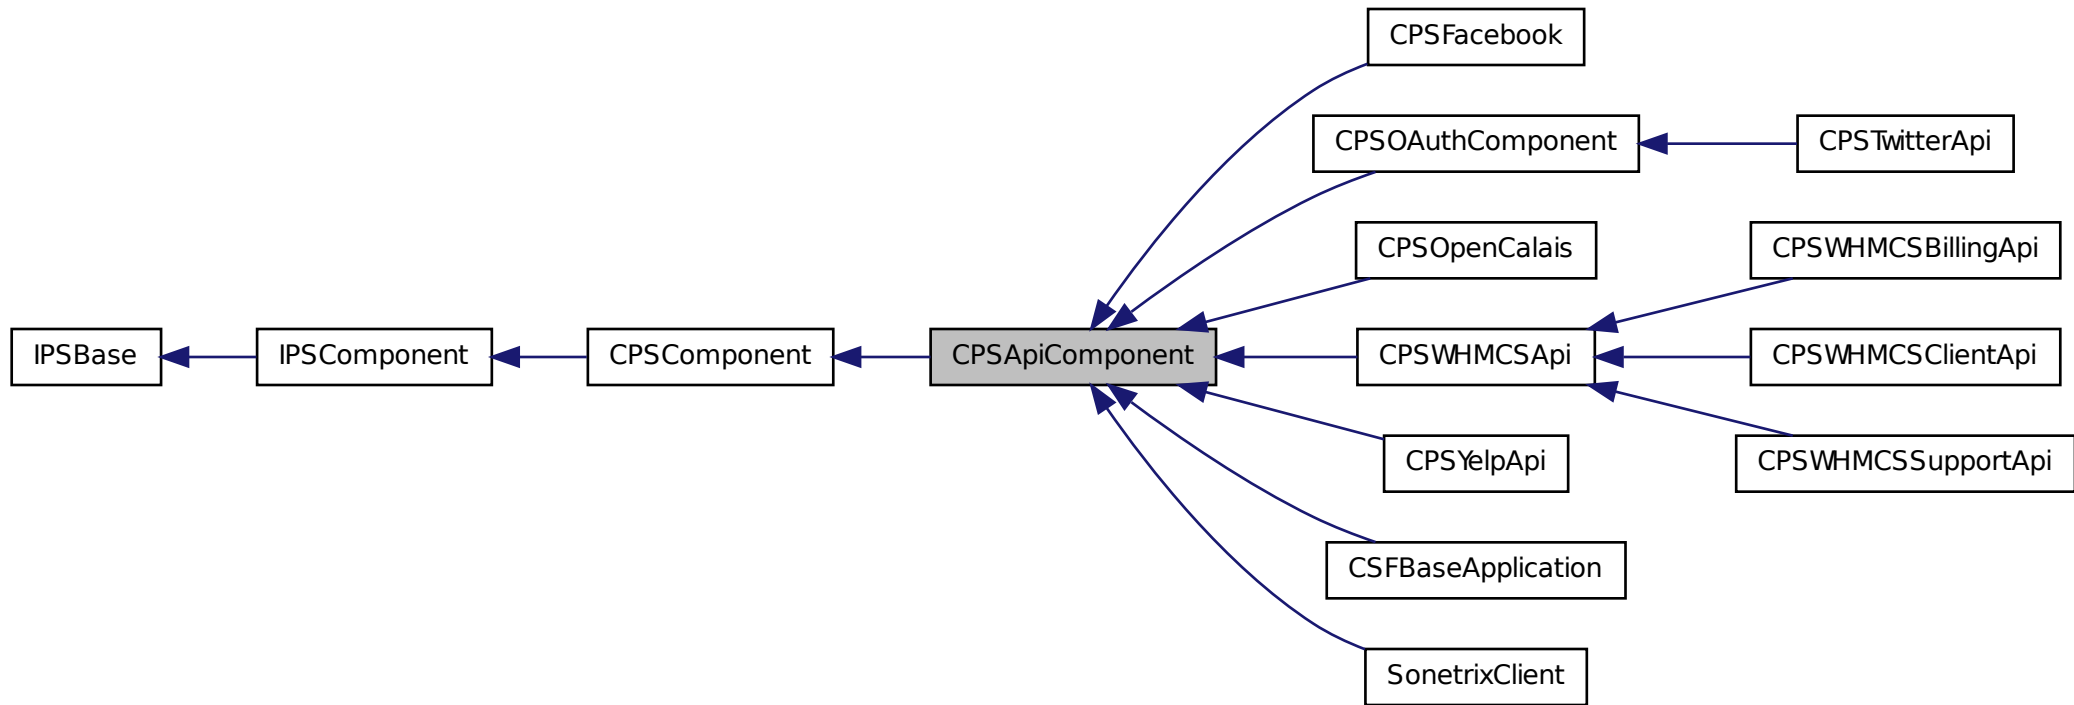 CPSFacebook
CPSOAuthComponent
CPSTwitterApi
CPSOpenCalais
CPSWHMCSBillingApi
IPSBase
IPSComponent
CPSComponent
CPSApiComponent
CPSWHMCSApi
CPSWHMCSClientApi
CPSYelpApi
CPSWHMCSSupportApi
CSFBaseApplication
SonetrixClient